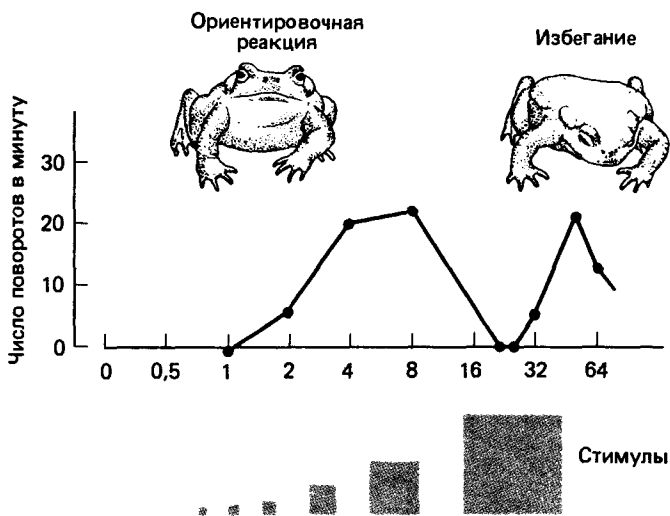 Ориентировочная
реакция
Избегание
Число поворотов в минуту
30
20
10
0
0 0,5 1 2 4 8 16 32 64
Стимулы